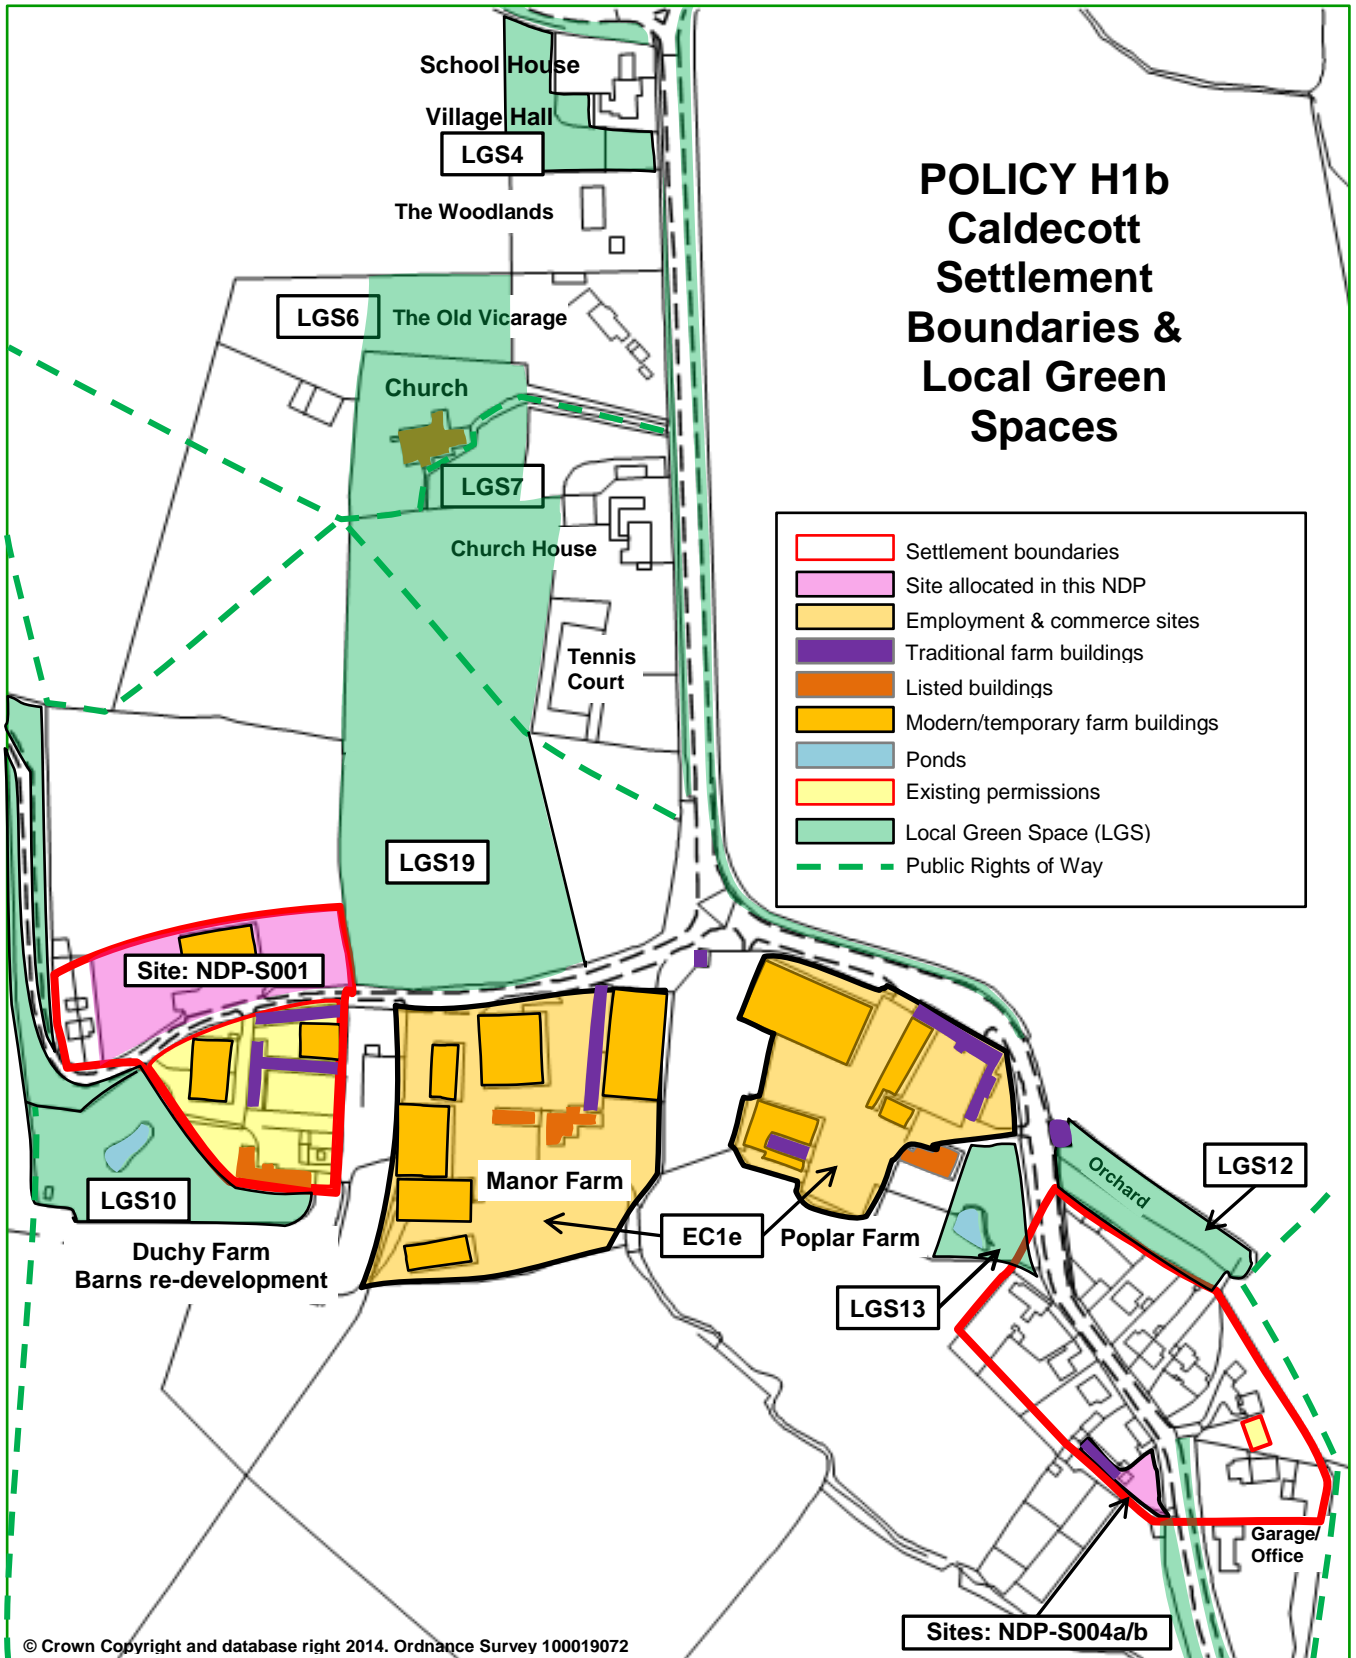 School House
Village Hall
LGS4
The Woodlands
POLICY H1b
Caldecott
Settlement
Boundaries &
Local Green
Spaces
LGS6
The Old Vicarage
Church
LGS7
Church House
Tennis
Court
Settlement boundaries
Site allocated in this NDP
Employment & commerce sites
Traditional farm buildings
Listed buildings
Modern/temporary farm buildings
Ponds
Existing permissions
Local Green Space (LGS)
Public Rights of Way
LGS19
Site: NDP-S001
Manor Farm
LGS10
Duchy Farm
Barns re-development
EC1e
Poplar Farm
Orchard
LGS12
LGS13
Garage/
Office
Sites: NDP-S004a/b
© Crown Copyright and database right 2014. Ordnance Survey 100019072